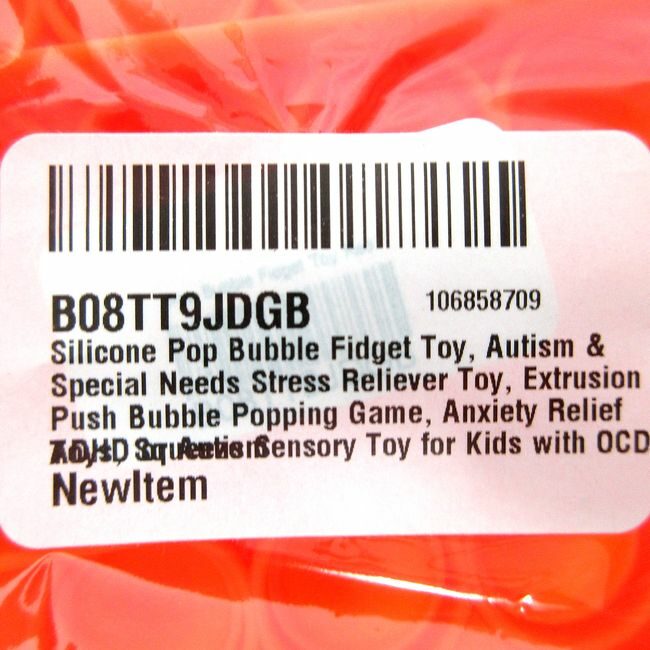 B08TT9JDGB
106858709
Silicone Pop Bubble Fidget Toy, Autism &
Special Needs Stress Reliever Toy, Extrusion
Push Bubble Popping Game, Anxiety Relief
Sensory Toy for Kids with OCD
NewItem